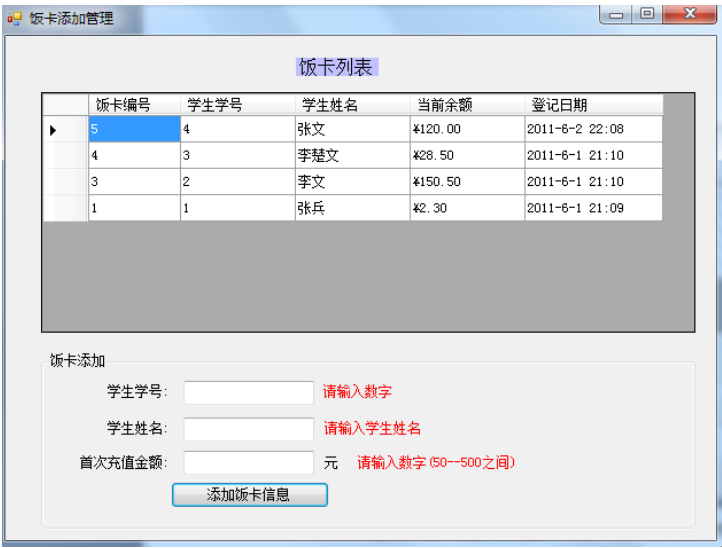 饭卡添加管理
饭卡列表
饭卡编号 学生学号 学生姓名 当前余额 登记日期
5 4 张文 ¥120.00 2011-6-2 22:08
4 3 李楚文 ¥28.50 2011-6-1 21:10
3 2 李文 ¥150.50 2011-6-1 21:10
1 1 张兵 ¥2.30 2011-6-1 21:09
饭卡添加
学生学号: 请输入数字
学生姓名: 请输入学生姓名
首次充值金额: 元 请输入数字(50--500之间)
添加饭卡信息